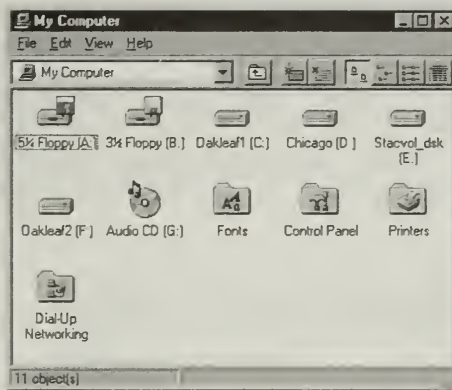 My Computer
File Edit View Help
My Computer
5¼ Floppy (A:) 3½ Floppy (B:) Oakleaf1 (C:) Chicago (D:) Stacvol_dsk (E:)
Oakleaf2 (F:) Audio CD (G:) Fonts Control Panel Printers
Dial-Up
Networking
11 object(s)